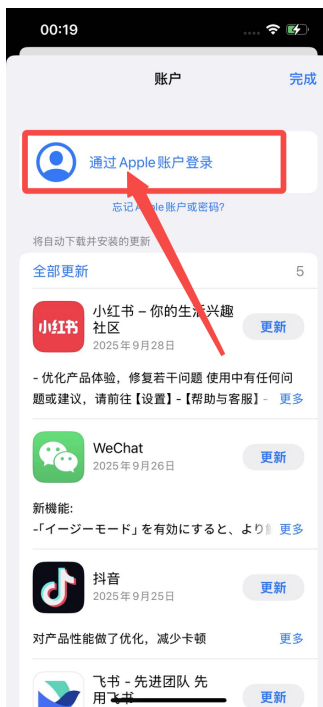 00:19
账户
完成
通过 Apple 账户登录
忘记 Apple 账户或密码?
将自动下载并安装的更新
全部更新
5
小红书
小红书 – 你的生活兴趣
社区
2025年9月28日
更新
- 优化产品体验，修复若干问题 使用中有任何问
题或建议，请前往【设置】-【帮助与客服】-
更多
WeChat
2025年9月26日
更新
新機能:
-「イージーモード」を有効にすると、より
更多
抖音
2025年9月25日
更新
对产品性能做了优化，减少卡顿
更多
飞书 - 先进团队 先
用飞书
更新